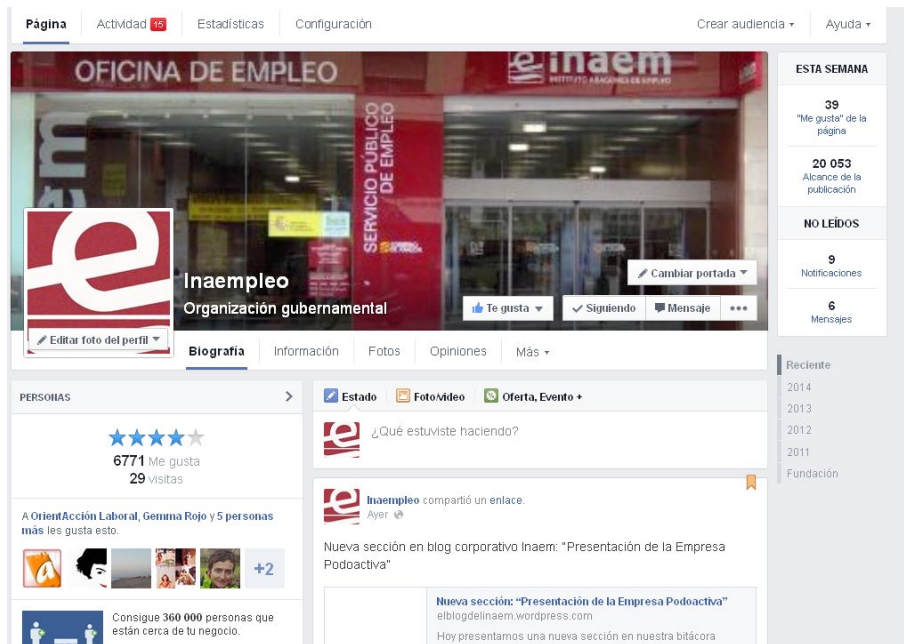 Página Actividad 15 Estadísticas Configuración Crear audiencia Ayuda
OFICINA DE EMPLEO
inaem
INSTITUTO ARAGONÉS DE EMPLEO
SERVICIO PÚBLICO
DE EMPLEO
Inaempleo
Organización gubernamental
Cambiar portada
Te gusta Siguiendo Mensaje
Editar foto del perfil
Biografía Información Fotos Opiniones Más
ESTA SEMANA
39
"Me gusta" de la
página
20 053
Alcance de la
publicación
NO LEÍDOS
9
Notificaciones
6
Mensajes
Reciente
2014
2013
2012
2011
Fundación
PERSONAS
6771 Me gusta
29 visitas
A OrientAcción Laboral, Gemma Rojo y 5 personas
más les gusta esto.
+2
Consigue 360 000 personas que
están cerca de tu negocio.
Estado Foto/vídeo Oferta, Evento +
¿Qué estuviste haciendo?
Inaempleo compartió un enlace.
Ayer
Nueva sección en blog corporativo Inaem: "Presentación de la Empresa
Podoactiva"
Nueva sección: “Presentación de la Empresa Podoactiva”
elblogdelinaem.wordpress.com
Hoy presentamos una nueva sección en nuestra bitácora